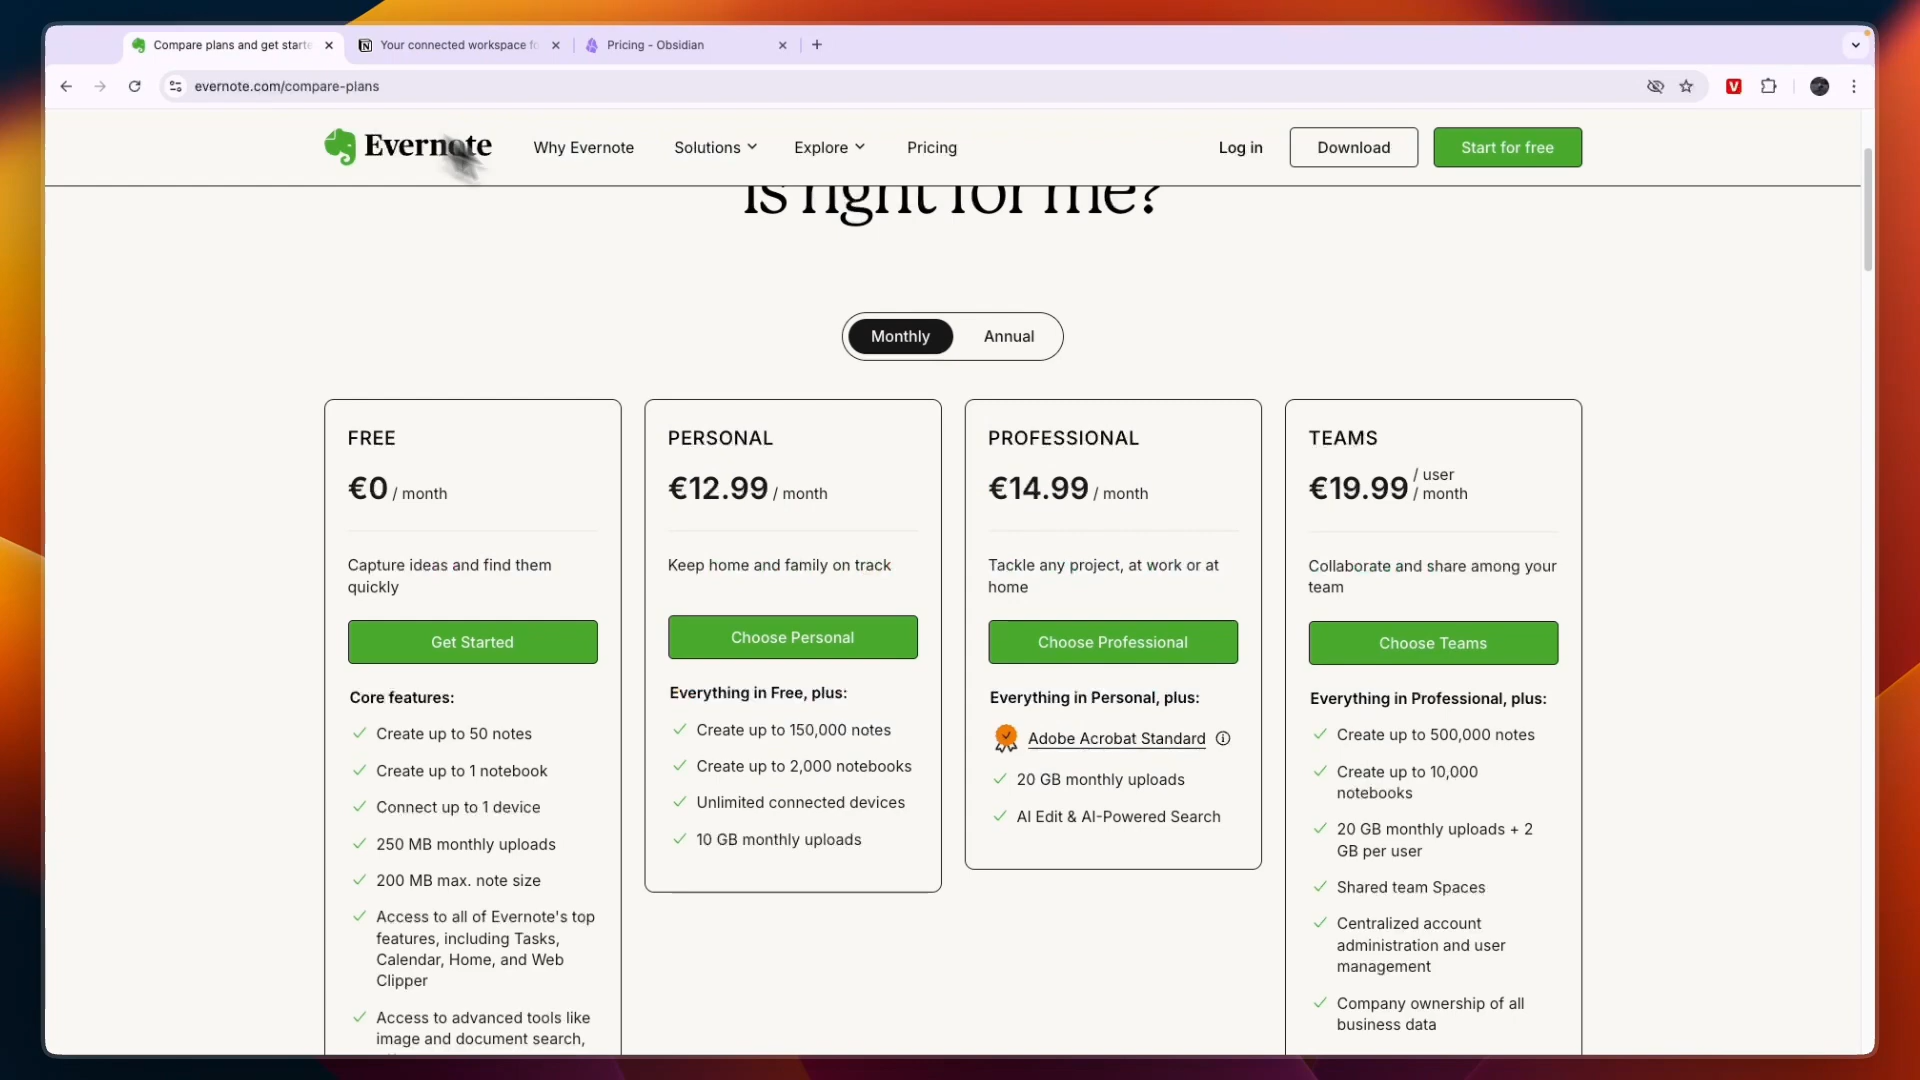 Compare plans and get starte
Your connected workspace fo
Pricing - Obsidian
evernote.com/compare-plans
Evernote
Why Evernote
Solutions
Explore
Pricing
Log in
Download
Start for free
is right for me?
Monthly
Annual
FREE
€0 / month
Capture ideas and find them
quickly
Get Started
Core features:
Create up to 50 notes
Create up to 1 notebook
Connect up to 1 device
250 MB monthly uploads
200 MB max. note size
Access to all of Evernote's top
features, including Tasks,
Calendar, Home, and Web
Clipper
Access to advanced tools like
image and document search,
PERSONAL
€12.99 / month
Keep home and family on track
Choose Personal
Everything in Free, plus:
Create up to 150,000 notes
Create up to 2,000 notebooks
Unlimited connected devices
10 GB monthly uploads
PROFESSIONAL
€14.99 / month
Tackle any project, at work or at
home
Choose Professional
Everything in Personal, plus:
Adobe Acrobat Standard
20 GB monthly uploads
AI Edit & AI-Powered Search
TEAMS
€19.99 / user
/ month
Collaborate and share among your
team
Choose Teams
Everything in Professional, plus:
Create up to 500,000 notes
Create up to 10,000
notebooks
20 GB monthly uploads + 2
GB per user
Shared team Spaces
Centralized account
administration and user
management
Company ownership of all
business data